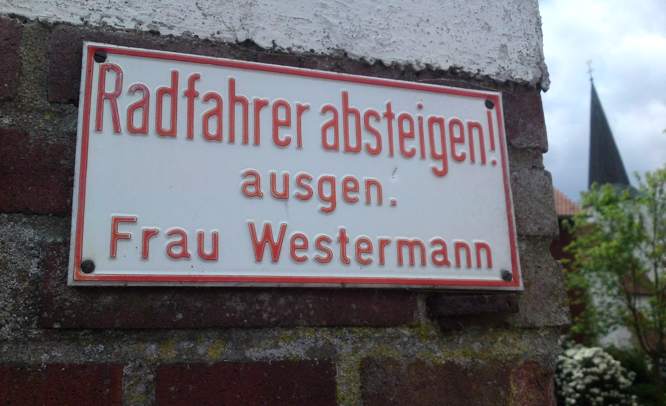 Radfahrer absteigen!
ausgen.
Frau Westermann